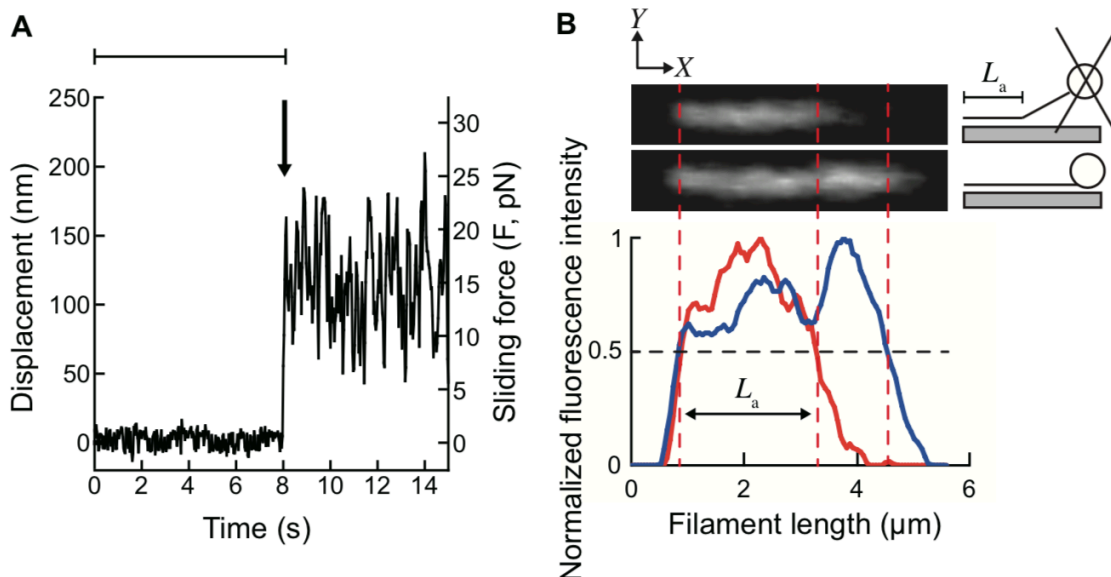 A
Displacement (nm)
250
200
150
100
50
0
0 2 4 6 8 10 12 14
Time (s)
30
25
20
15
10
5
0
Sliding force (F, pN)
B
Y
X
La
Normalized fluorescence intensity
1
0.5
0
La
0 2 4 6
Filament length (μm)